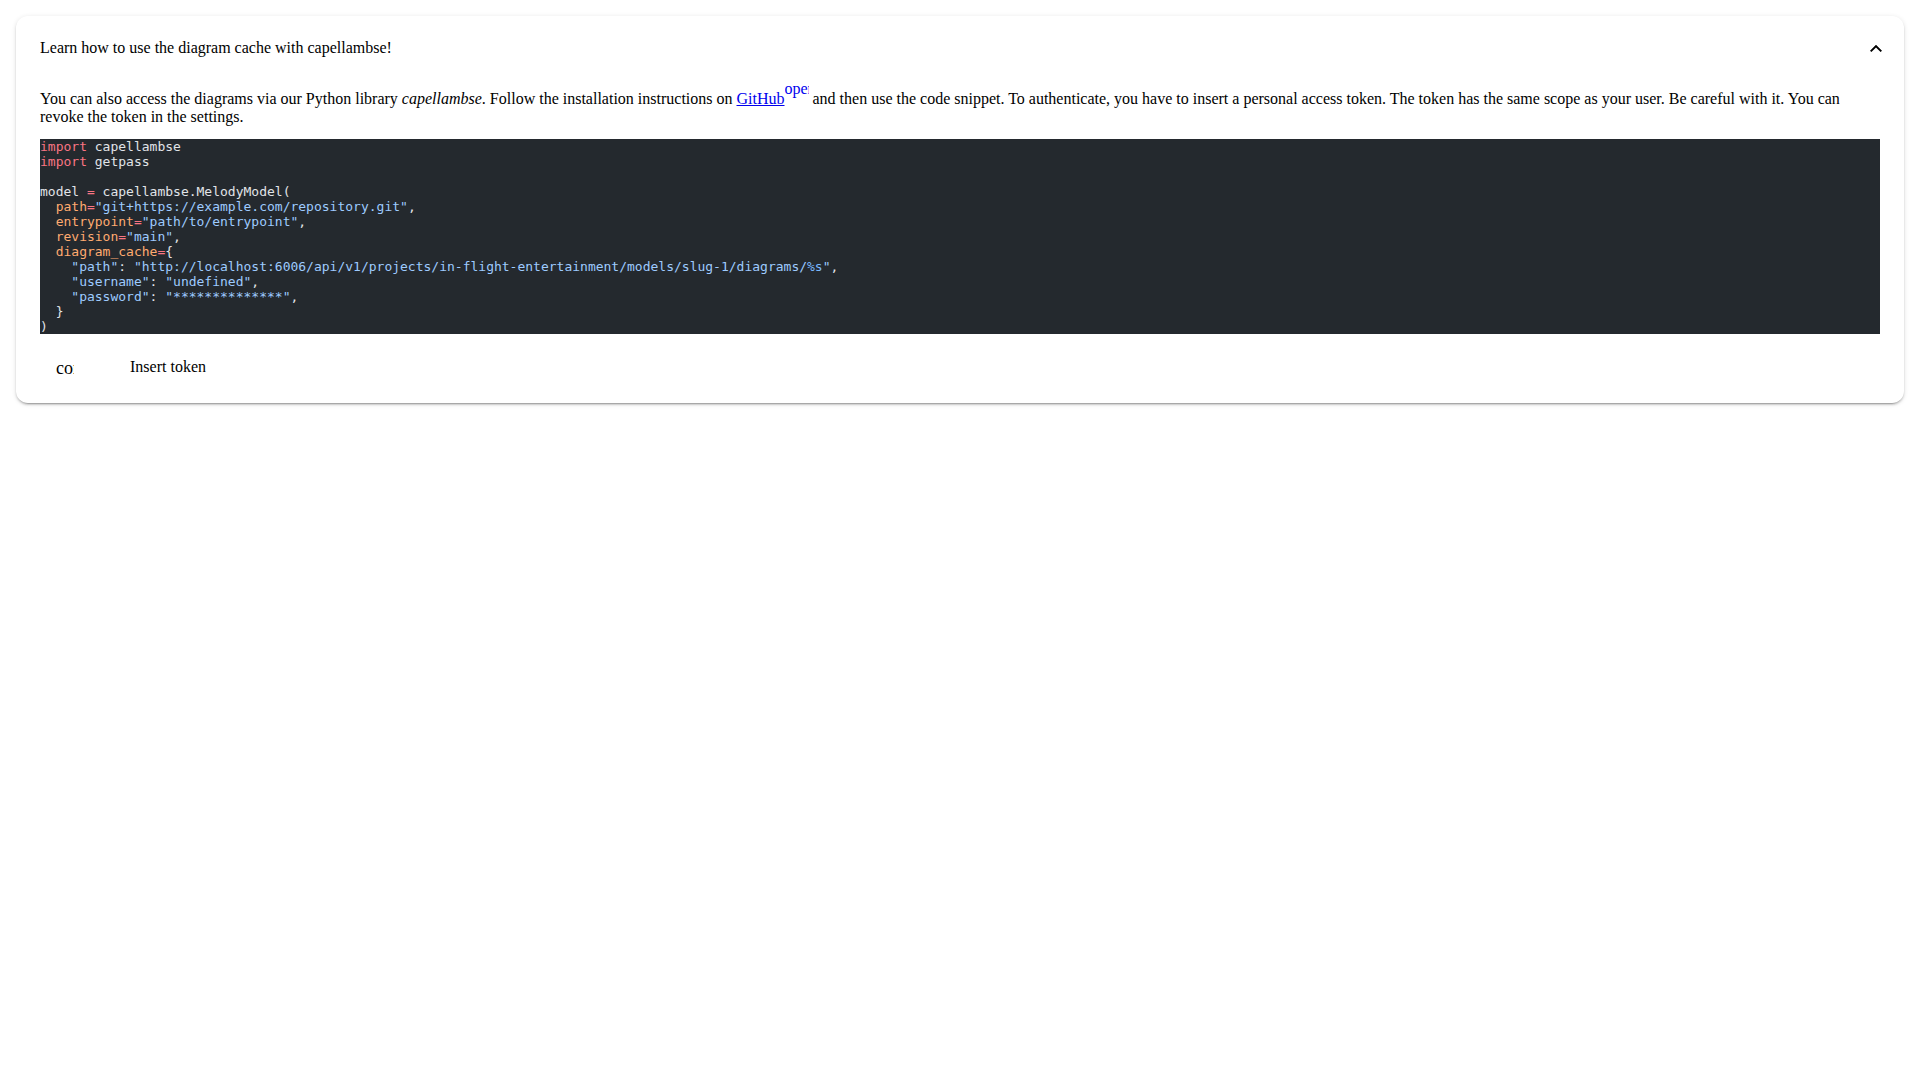 Learn how to use the diagram cache with capellambse!
You can also access the diagrams via our Python library capellambse. Follow the installation instructions on GitHub and then use the code snippet. To authenticate, you have to insert a personal access token. The token has the same scope as your user. Be careful with it. You can
revoke the token in the settings.
import capellambse
import getpass

model = capellambse.MelodyModel(
  path="git+https://example.com/repository.git",
  entrypoint="path/to/entrypoint",
  revision="main",
  diagram_cache={
    "path": "http://localhost:6006/api/v1/projects/in-flight-entertainment/models/slug-1/diagrams/%s",
    "username": "undefined",
    "password": "**************",
  }
)
co Insert token